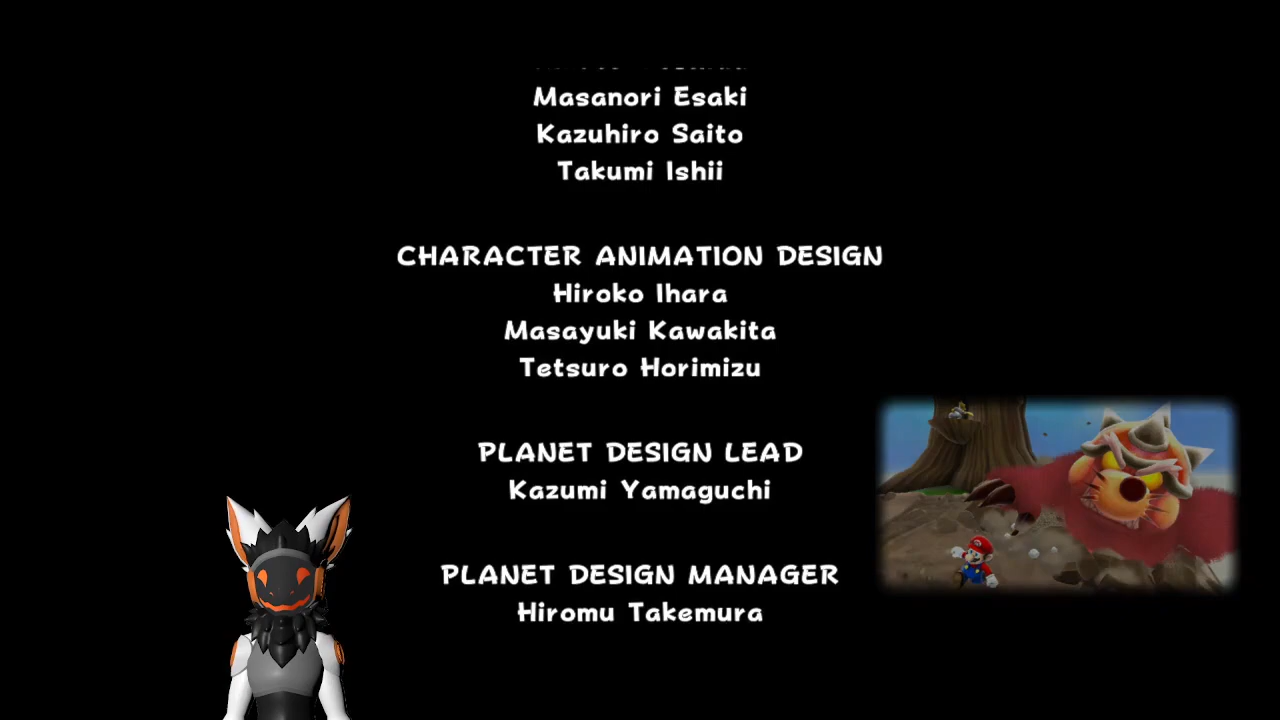 Masanori Esaki
Kazuhiro Saito
Takumi Ishii
CHARACTER ANIMATION DESIGN
Hiroko Ihara
Masayuki Kawakita
Tetsuro Horimizu
PLANET DESIGN LEAD
Kazumi Yamaguchi
PLANET DESIGN MANAGER
Hiromu Takemura